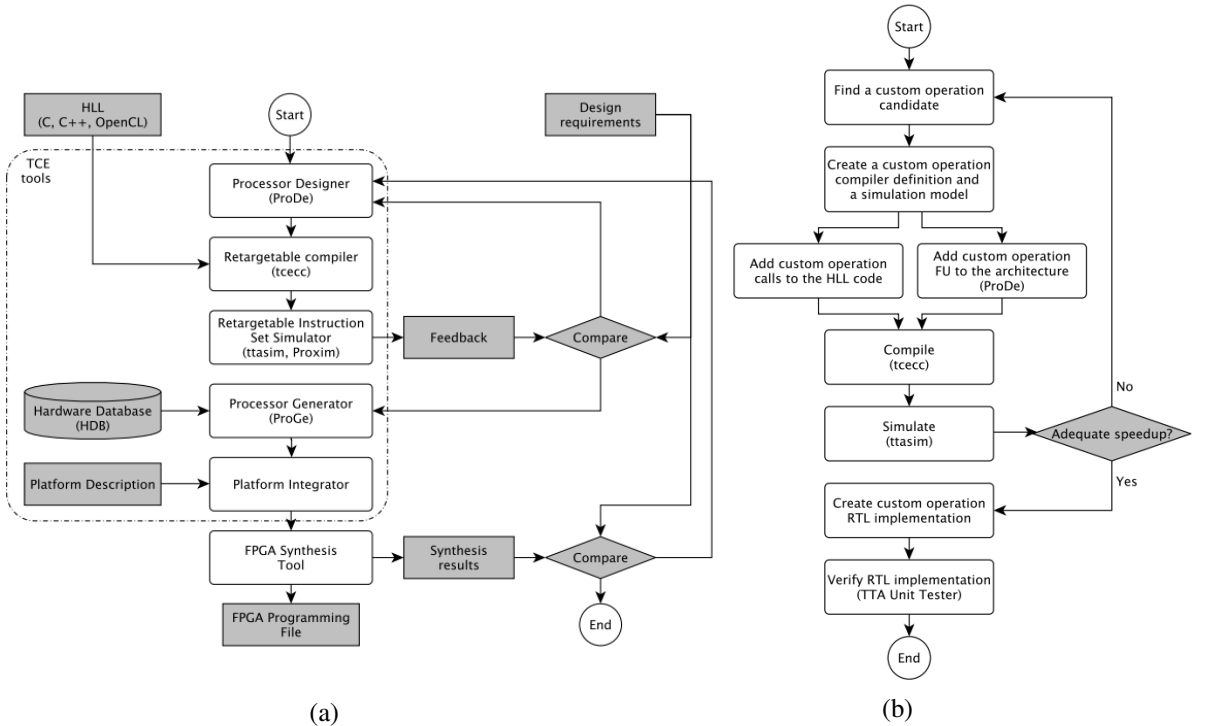 HLL
(C, C++, OpenCL)
Start
Design
requirements
TCE
tools
Processor Designer
(ProDe)
Retargetable compiler
(tcecc)
Retargetable Instruction
Set Simulator
(ttasim, Proxim)
Feedback
Compare
Hardware Database
(HDB)
Processor Generator
(ProGe)
Platform Description
Platform Integrator
FPGA Synthesis
Tool
Synthesis
results
Compare
FPGA Programming
File
End
(a)
Start
Find a custom operation
candidate
Create a custom operation
compiler definition and
a simulation model
Add custom operation
calls to the HLL code
Add custom operation
FU to the architecture
(ProDe)
Compile
(tcecc)
Simulate
(ttasim)
Adequate speedup?
No
Yes
Create custom operation
RTL implementation
Verify RTL implementation
(TTA Unit Tester)
End
(b)